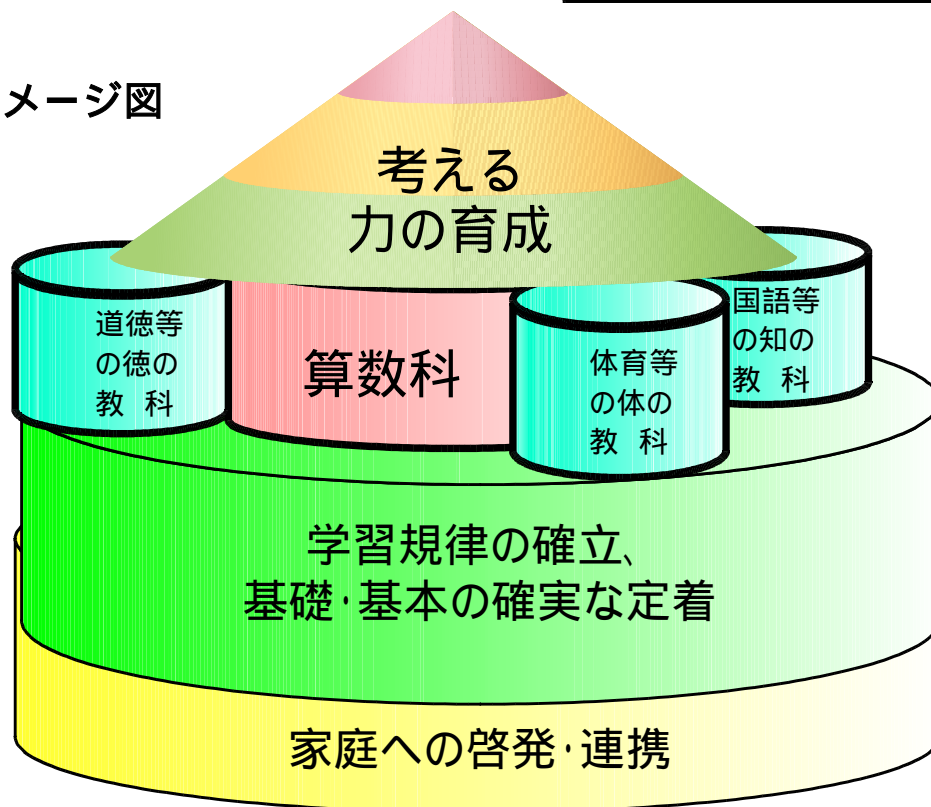 メージ図
考える
力の育成
道徳等
の徳の
教 科
算数科
体育等
の体の
教 科
国語等
の知の
教 科
学習規律の確立、
基礎・基本の確実な定着
家庭への啓発・連携